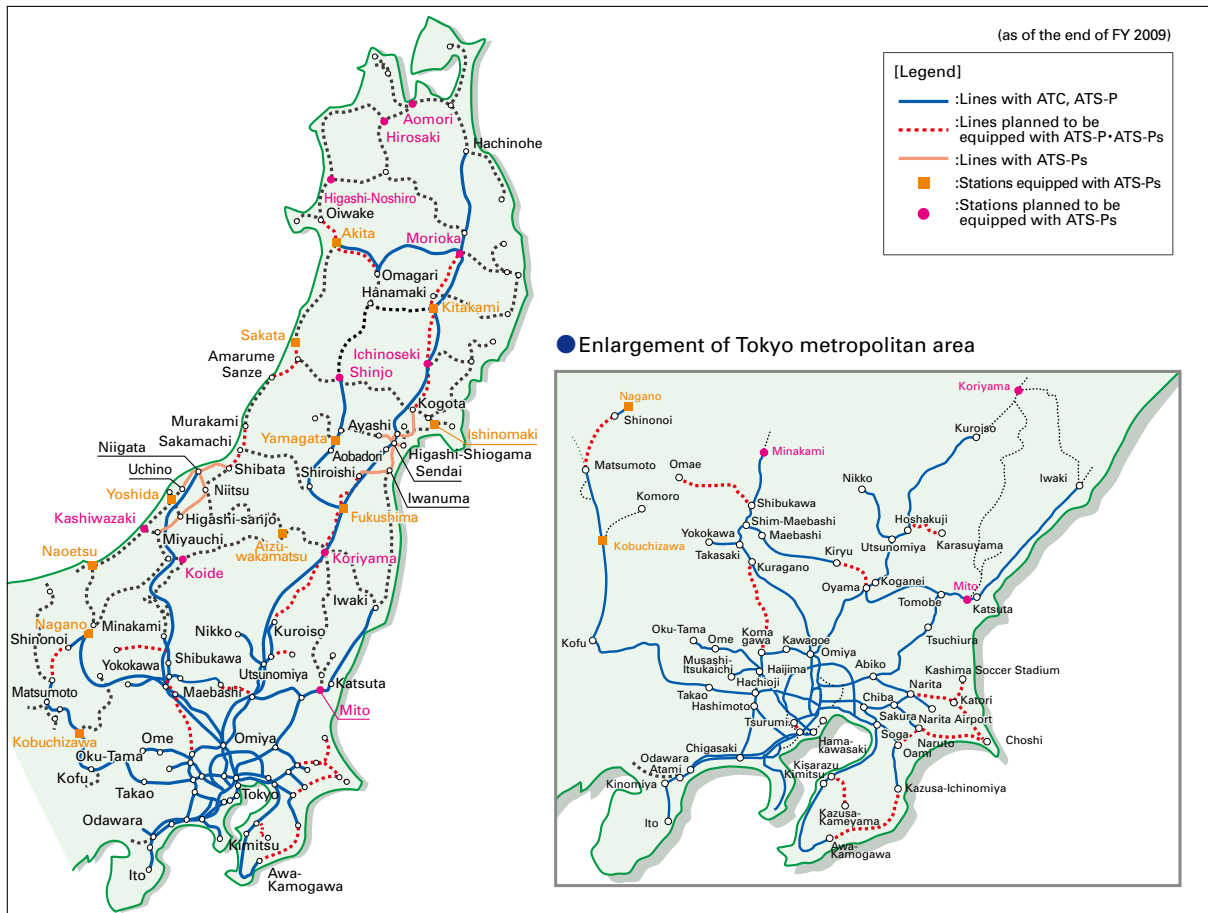 (as of the end of FY 2009)
[Legend]
:Lines with ATC, ATS-P
:Lines planned to be
equipped with ATS-P・ATS-Ps
:Lines with ATS-Ps
:Stations equipped with ATS-Ps
:Stations planned to be
equipped with ATS-Ps
Aomori
Hirosaki
Hachinohe
Higashi-Noshiro
Oiwake
Akita
Morioka
Omagari
Hanamaki
Kitakami
Sakata
Amarume
Sanze
Ichinoseki
Shinjo
Kogota
Murakami
Sakamachi
Ayashi
Ishinomaki
Niigata
Yamagata
Aobadori
Higashi-Shiogama
Sendai
Uchino
Shibata
Shiroishi
Iwanuma
Yoshida
Niitsu
Kashiwazaki
Higashi-sanjo
Fukushima
Miyauchi
Aizu-
wakamatsu
Naoetsu
Koide
Koriyama
Iwaki
Nagano
Minakami
Nikko
Kuroiso
Shinonoi
Yokokawa
Shibukawa
Utsunomiya
Matsumoto
Maebashi
Katsuta
Mito
Kobuchizawa
Ome
Omiya
Oku-Tama
Kofu
Takao
Tokyo
Odawara
Kimitsu
Ito
Awa-
Kamogawa
Enlargement of Tokyo metropolitan area
Nagano
Shinonoi
Koriyama
Kuroiso
Minakami
Matsumoto
Omae
Komoro
Nikko
Iwaki
Shibukawa
Shim-Maebashi
Maebashi
Hoshakuji
Kobuchizawa
Yokokawa
Takasaki
Utsunomiya
Karasuyama
Kuragano
Kiryu
Oyama
Koganei
Mito
Tomobe
Katsuta
Tsuchiura
Kofu
Oku-Tama
Ome
Koma
gawa
Kawagoe
Omiya
Musashi-
Itsukaichi
Haijima
Abiko
Kashima Soccer Stadium
Takao
Hachioji
Hashimoto
Chiba
Narita
Katori
Tsurumi
Sakura
Narita Airport
Soga
Choshi
Chigasaki
Hama-
kawasaki
Naruto
Oami
Odawara
Atami
Kinomiya
Kisarazu
Kimitsu
Kazusa-Ichinomiya
Ito
Kazusa-
Kameyama
Awa-
Kamogawa